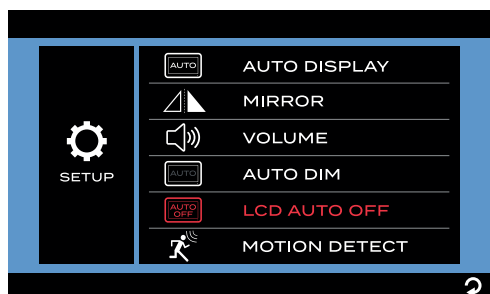 AUTO AUTO DISPLAY
MIRROR
VOLUME
SETUP
AUTO AUTO DIM
AUTO OFF LCD AUTO OFF
MOTION DETECT